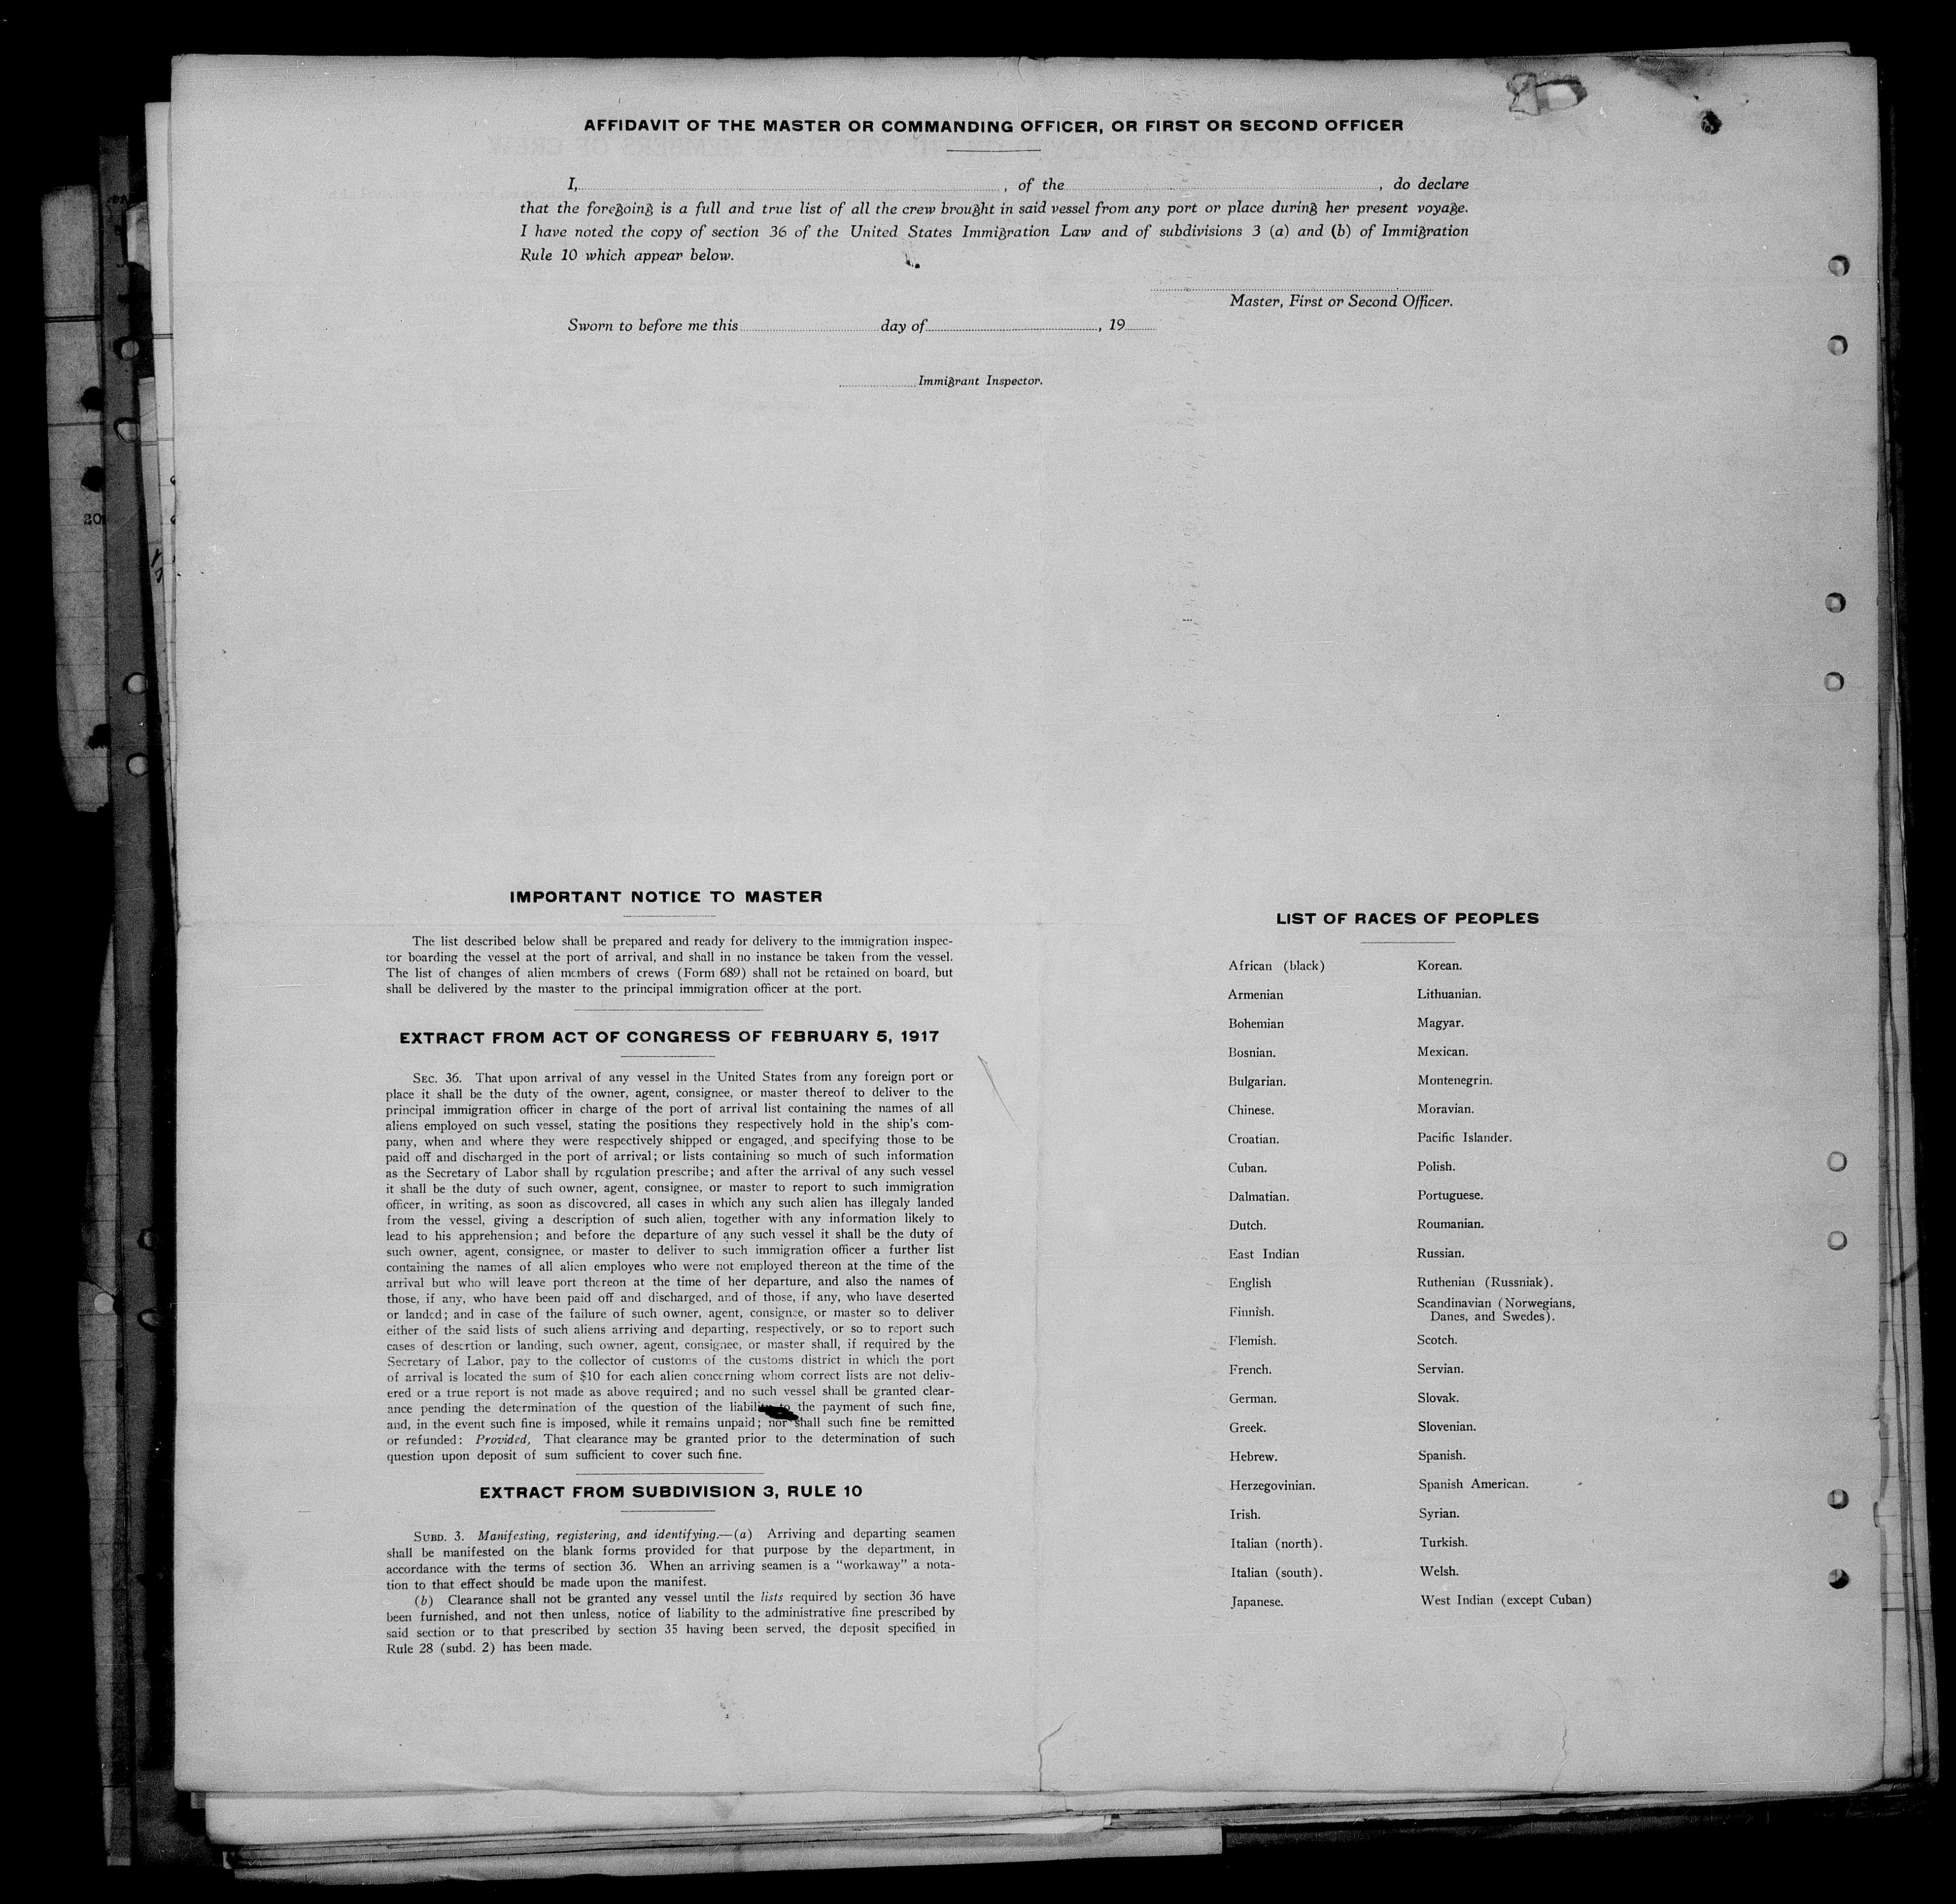 AFFIDAVIT OF THE MASTER OR COMMANDING OFFICER, OR FIRST OR SECOND OFFICER
I, , of the , do declare
that the foregoing is a full and true list of all the crew brought in said vessel from any port or place during her present voyage.
I have noted the copy of section 36 of the United States Immigration Law and of subdivisions 3 (a) and (b) of Immigration
Rule 10 which appear below.
Master, First or Second Officer.
Sworn to before me this day of , 19
Immigrant Inspector.
20
IMPORTANT NOTICE TO MASTER
The list described below shall be prepared and ready for delivery to the immigration inspec-
tor boarding the vessel at the port of arrival, and shall in no instance be taken from the vessel.
The list of changes of alien members of crews (Form 689) shall not be retained on board, but
shall be delivered by the master to the principal immigration officer at the port.
EXTRACT FROM ACT OF CONGRESS OF FEBRUARY 5, 1917
SEC. 36. That upon arrival of any vessel in the United States from any foreign port or
place it shall be the duty of the owner, agent, consignee, or master thereof to deliver to the
principal immigration officer in charge of the port of arrival list containing the names of all
aliens employed on such vessel, stating the positions they respectively hold in the ship's com-
pany, when and where they were respectively shipped or engaged, and specifying those to be
paid off and discharged in the port of arrival; or lists containing so much of such information
as the Secretary of Labor shall by regulation prescribe; and after the arrival of any such vessel
it shall be the duty of such owner, agent, consignee, or master to report to such immigration
officer, in writing, as soon as discovered, all cases in which any such alien has illegaly landed
from the vessel, giving a description of such alien, together with any information likely to
lead to his apprehension; and before the departure of any such vessel it shall be the duty of
such owner, agent, consignee, or master to deliver to such immigration officer a further list
containing the names of all alien employes who were not employed thereon at the time of the
arrival but who will leave port thereon at the time of her departure, and also the names of
those, if any, who have been paid off and discharged, and of those, if any, who have deserted
or landed; and in case of the failure of such owner, agent, consignee, or master so to deliver
either of the said lists of such aliens arriving and departing, respectively, or so to report such
cases of desertion or landing, such owner, agent, consignee, or master shall, if required by the
Secretary of Labor, pay to the collector of customs of the customs district in which the port
of arrival is located the sum of $10 for each alien concerning whom correct lists are not deliv-
ered or a true report is not made as above required; and no such vessel shall be granted clear-
ance pending the determination of the question of the liability to the payment of such fine,
and, in the event such fine is imposed, while it remains unpaid; nor shall such fine be remitted
or refunded: Provided, That clearance may be granted prior to the determination of such
question upon deposit of sum sufficient to cover such fine.
EXTRACT FROM SUBDIVISION 3, RULE 10
SUBD. 3. Manifesting, registering, and identifying.—(a) Arriving and departing seamen
shall be manifested on the blank forms provided for that purpose by the department, in
accordance with the terms of section 36. When an arriving seamen is a "workaway" a nota-
tion to that effect should be made upon the manifest.
(b) Clearance shall not be granted any vessel until the lists required by section 36 have
been furnished, and not then unless, notice of liability to the administrative fine prescribed by
said section or to that prescribed by section 35 having been served, the deposit specified in
Rule 28 (subd. 2) has been made.
LIST OF RACES OF PEOPLES
African (black)
Armenian
Bohemian
Bosnian.
Bulgarian.
Chinese.
Croatian.
Cuban.
Dalmatian.
Dutch.
East Indian
English
Finnish.
Flemish.
French.
German.
Greek.
Hebrew.
Herzegovinian.
Irish.
Italian (north).
Italian (south).
Japanese.
Korean.
Lithuanian.
Magyar.
Mexican.
Montenegrin.
Moravian.
Pacific Islander.
Polish.
Portuguese.
Roumanian.
Russian.
Ruthenian (Russniak).
Scandinavian (Norwegians,
Danes, and Swedes).
Scotch.
Servian.
Slovak.
Slovenian.
Spanish.
Spanish American.
Syrian.
Turkish.
Welsh.
West Indian (except Cuban)